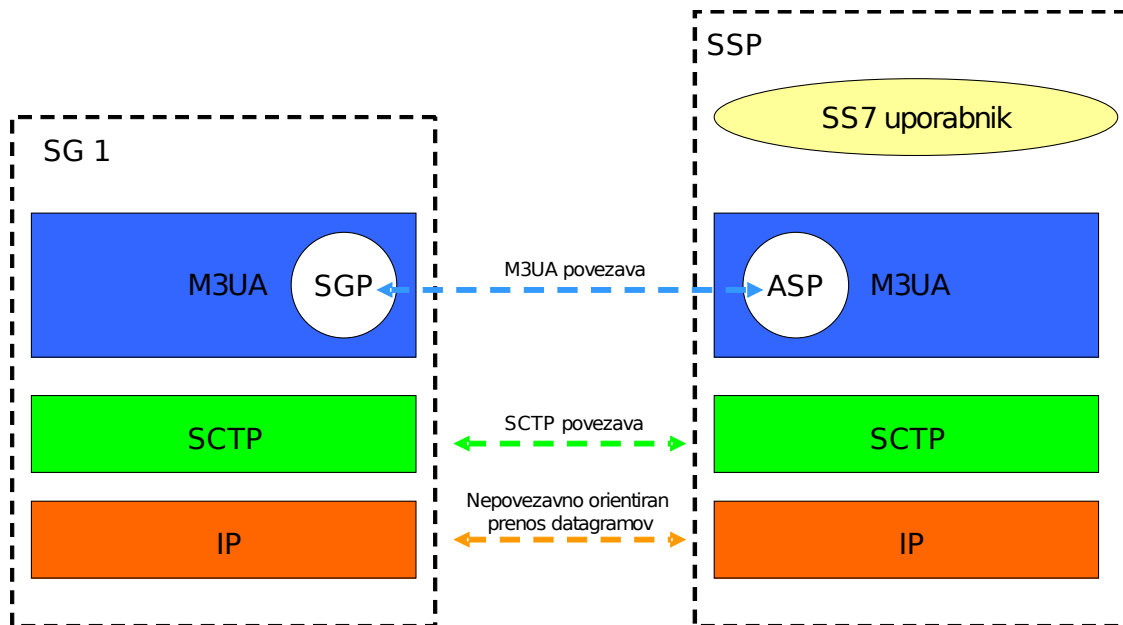 SSP
SS7 uporabnik
SG 1
M3UA
SGP
M3UA povezava
ASP
M3UA
SCTP
SCTP povezava
SCTP
Nepovezavno orientiran
prenos datagramov
IP
IP